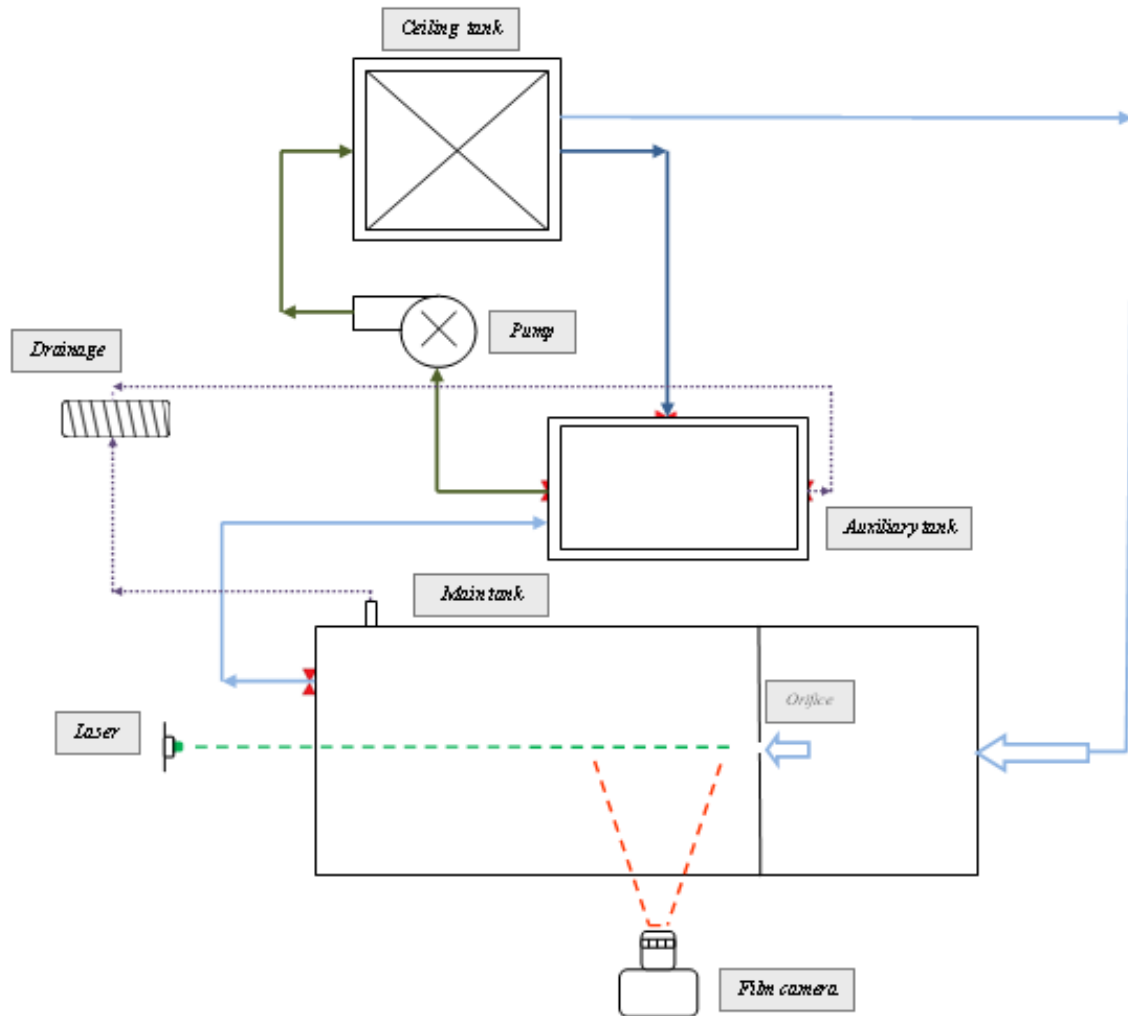 Ceiling tank
Pump
Drainage
Auxiliary tank
Main tank
Orifice
Laser
Film camera